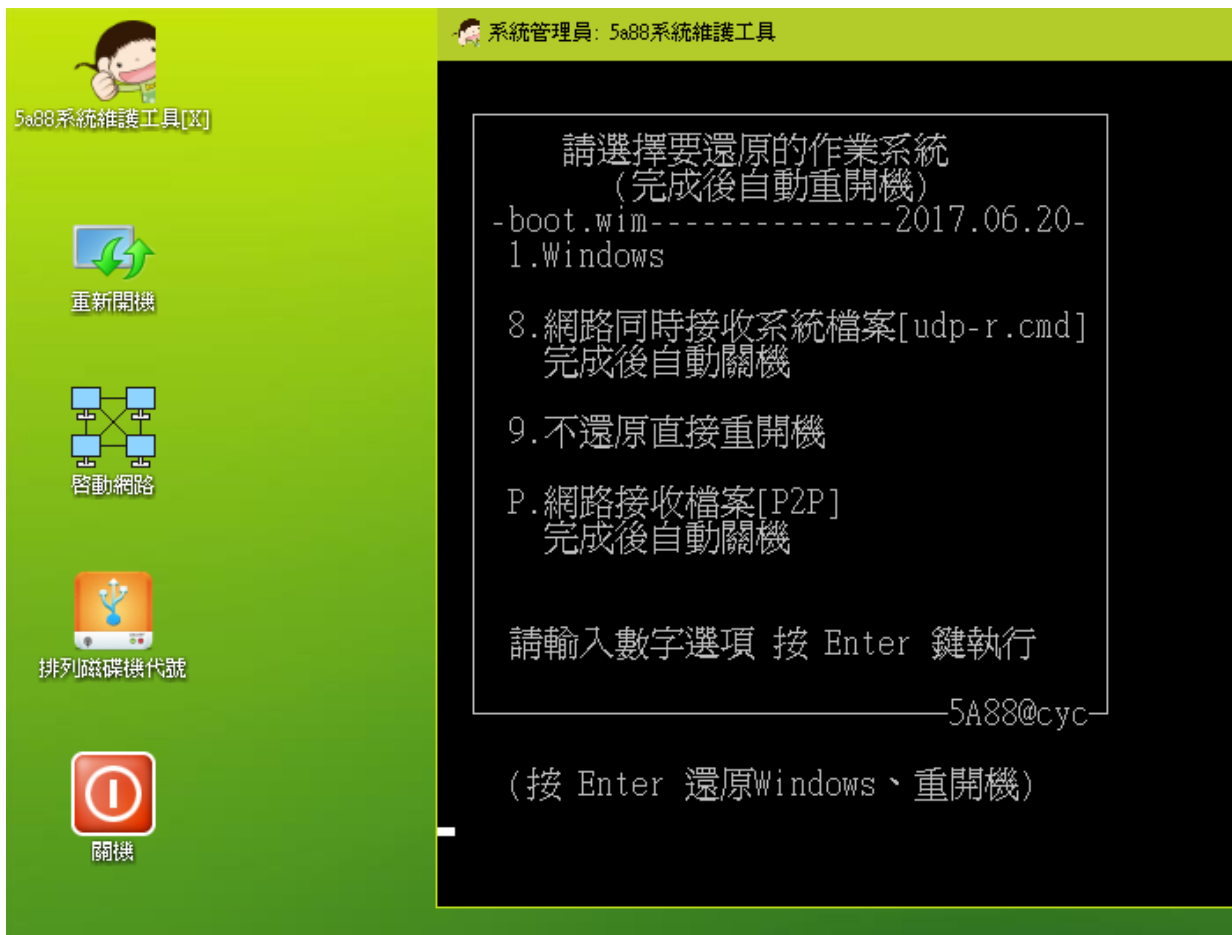 5a88系統維護工具[X]
重新開機
啓動網路
排列磁碟機代號
關機
系統管理員: 5a88系統維護工具
請選擇要還原的作業系統
(完成後自動重開機)
-boot.wim--------------2017.06.20-
1.Windows
8.網路同時接收系統檔案[udp-r.cmd]
完成後自動關機
9.不還原直接重開機
P.網路接收檔案[P2P]
完成後自動關機
請輸入數字選項 按 Enter 鍵執行
5A88@cyc
(按 Enter 還原Windows、重開機)